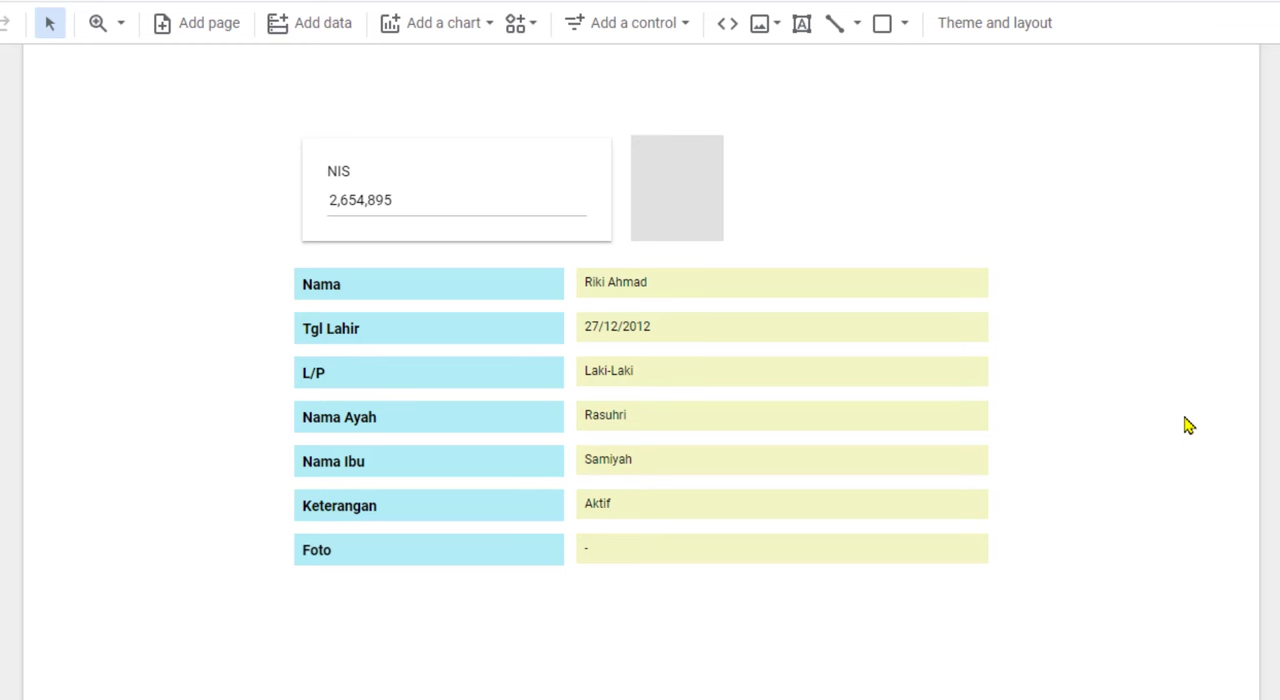 Add page Add data Add a chart Add a control Theme and layout
NIS
2,654,895
Nama Riki Ahmad
Tgl Lahir 27/12/2012
L/P Laki-Laki
Nama Ayah Rasuhri
Nama Ibu Samiyah
Keterangan Aktif
Foto -